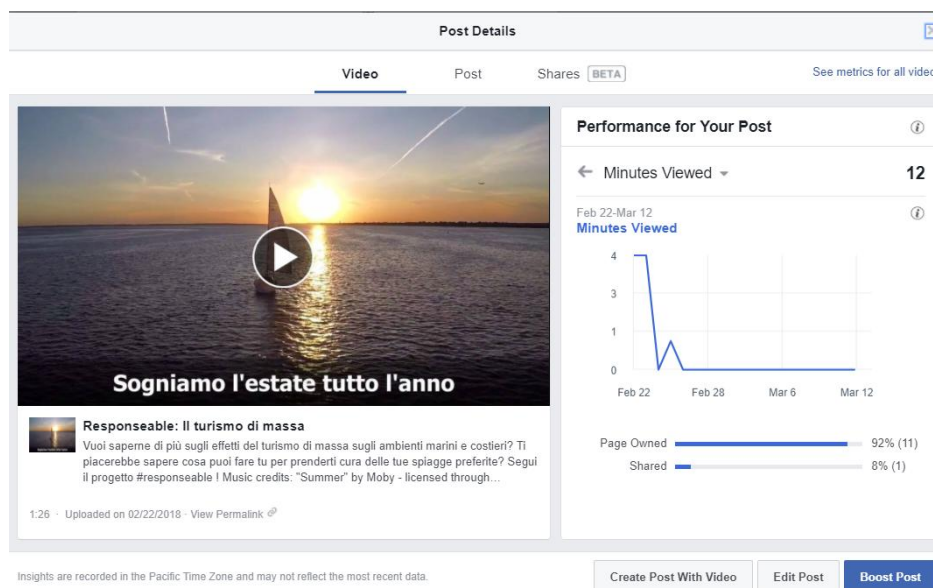 Post Details
Video
Post
Shares BETA
See metrics for all video
Sogniamo l'estate tutto l'anno
Responseable: Il turismo di massa
Vuoi saperne di più sugli effetti del turismo di massa sugli ambienti marini e costieri? Ti
piacerebbe sapere cosa puoi fare tu per prenderti cura delle tue spiagge preferite? Segui
il progetto #responseable ! Music credits: "Summer" by Moby - licensed through...
1:26 · Uploaded on 02/22/2018 · View Permalink
Performance for Your Post
Minutes Viewed 12
Feb 22-Mar 12
Minutes Viewed
4
3
1
0
Feb 22 Feb 28 Mar 6 Mar 12
Page Owned 92% (11)
Shared 8% (1)
Insights are recorded in the Pacific Time Zone and may not reflect the most recent data.
Create Post With Video
Edit Post
Boost Post